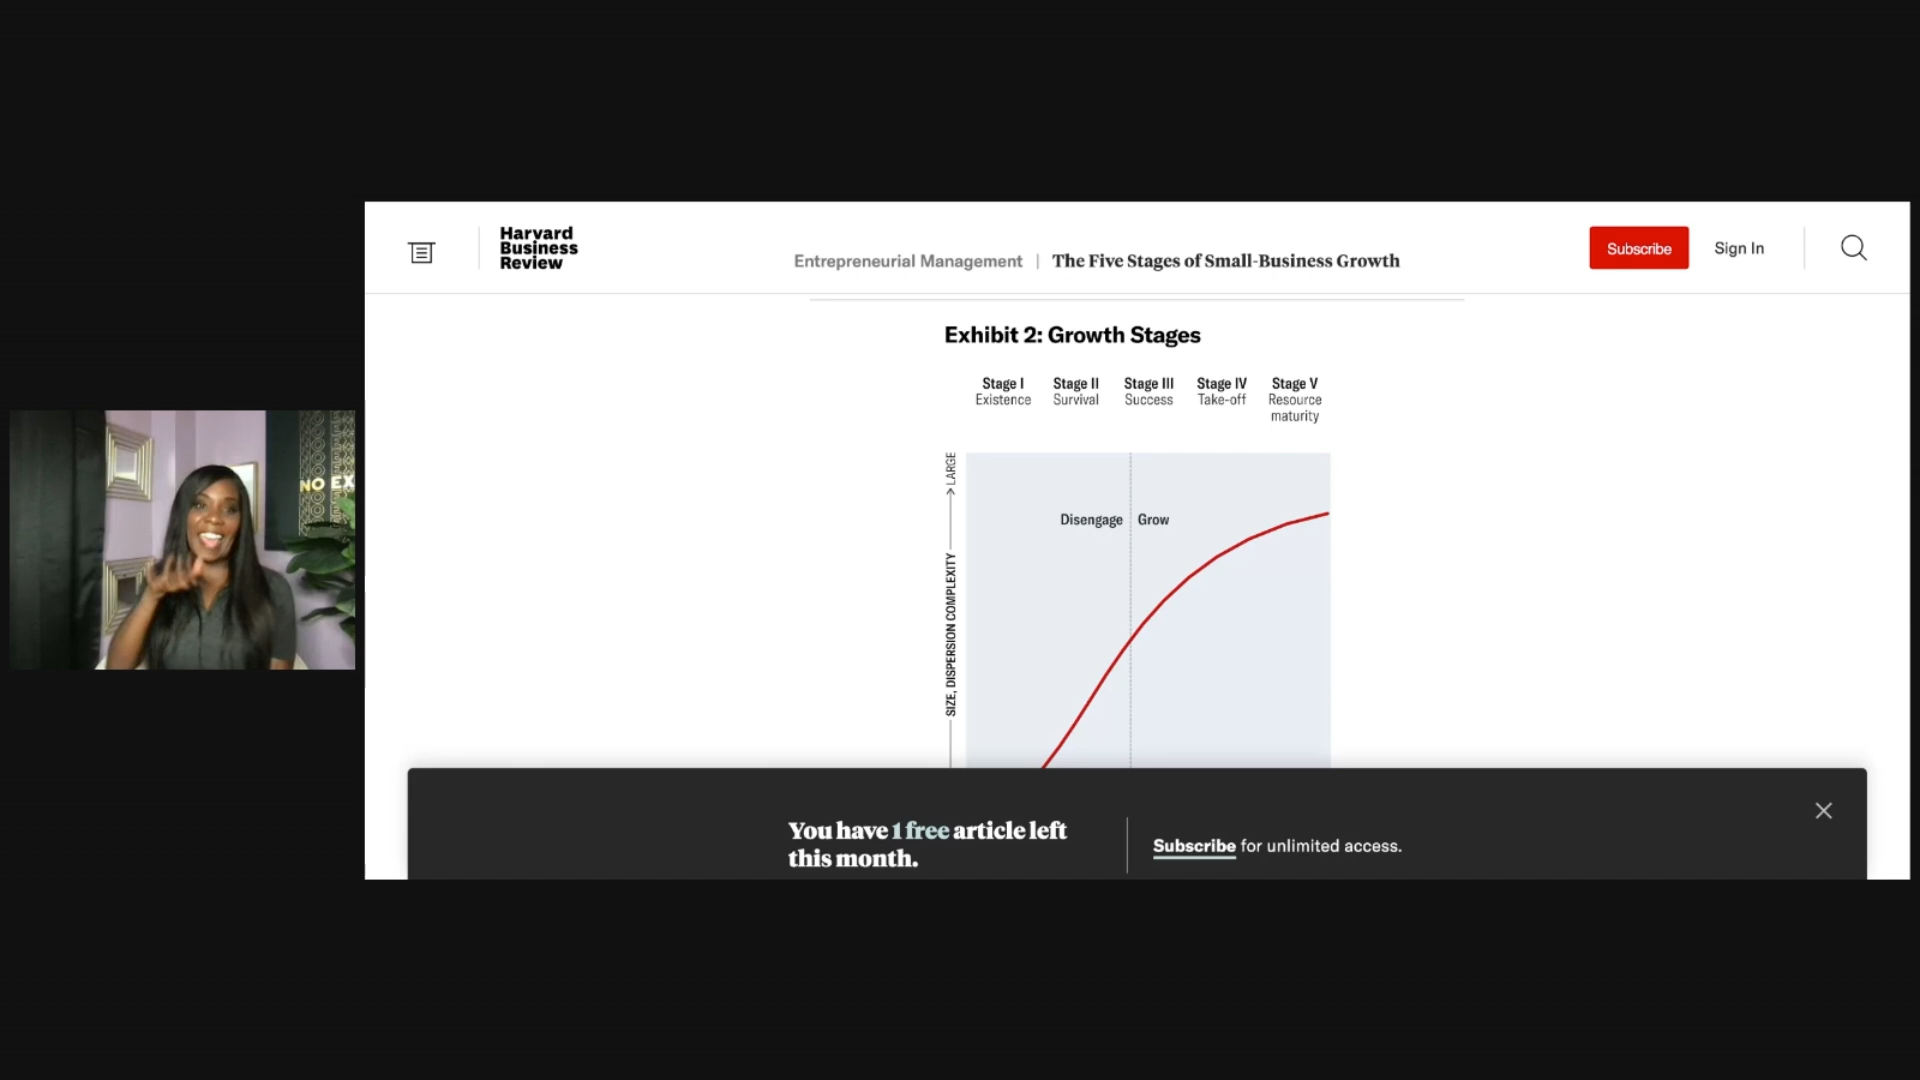 Harvard
Business
Review
Entrepreneurial Management | The Five Stages of Small-Business Growth
Subscribe
Sign In
Exhibit 2: Growth Stages
Stage I
Existence
Stage II
Survival
Stage III
Success
Stage IV
Take-off
Stage V
Resource
maturity
SIZE, DISPERSION COMPLEXITY
LARGE
Disengage
Grow
NO EX
You have 1 free article left
this month.
Subscribe for unlimited access.